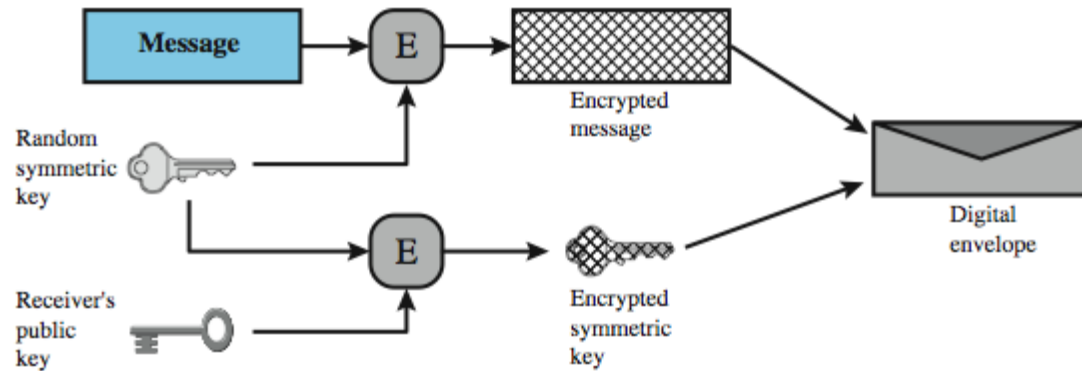 Message
E
Encrypted
message
Random
symmetric
key
Digital
envelope
E
Receiver's
public
key
Encrypted
symmetric
key